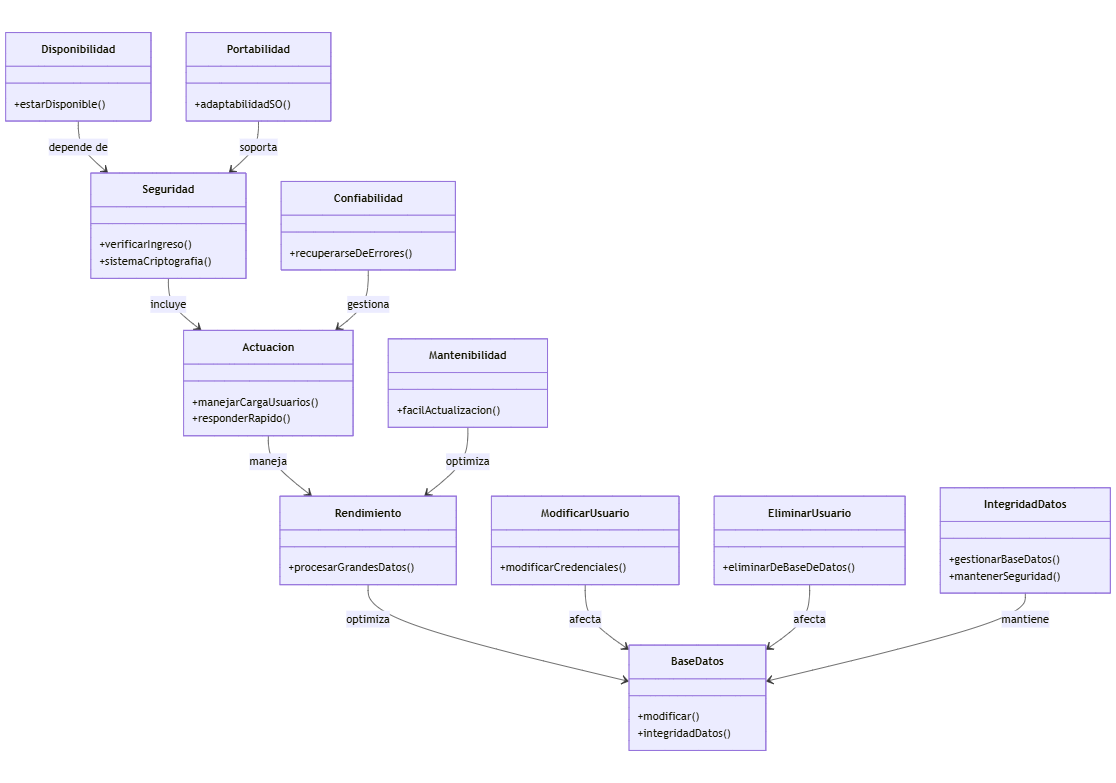 Disponibilidad
+estarDisponible()
Portabilidad
+adaptabilidadSO()
depende de
soporta
Seguridad
+verificarIngreso()
+sistemaCriptografia()
Confiabilidad
+recuperarseDeErrores()
incluye
gestiona
Actuacion
+manejarCargaUsuarios()
+responderRapido()
Mantenibilidad
+facilActualizacion()
maneja
optimiza
Rendimiento
+procesarGrandesDatos()
ModificarUsuario
+modificarCredenciales()
EliminarUsuario
+eliminarDeBaseDeDatos()
IntegridadDatos
+gestionarBaseDatos()
+mantenerSeguridad()
optimiza
afecta
afecta
mantiene
BaseDatos
+modificar()
+integridadDatos()